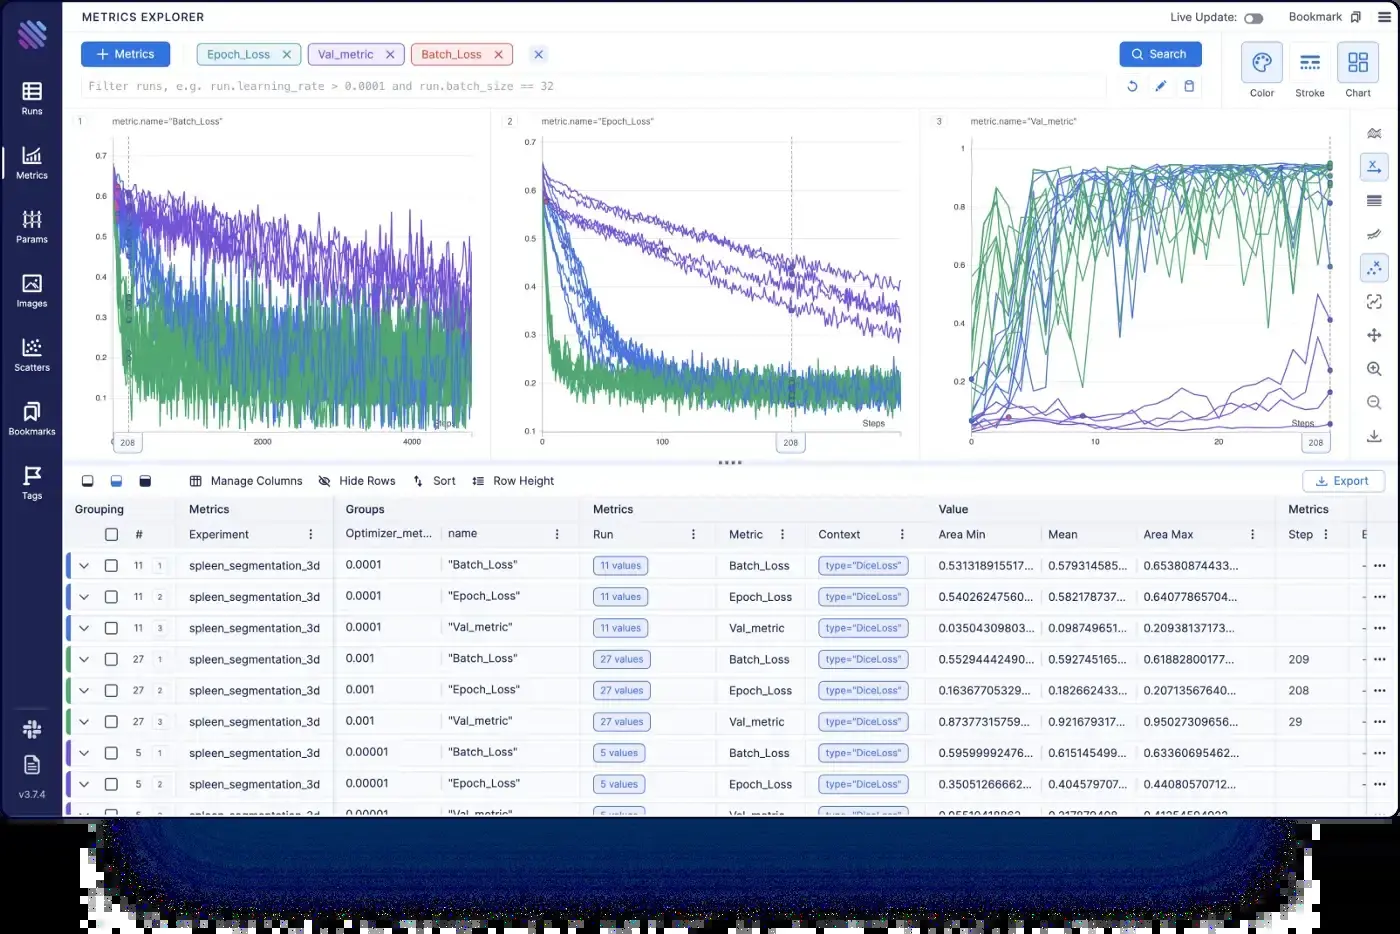 METRICS EXPLORER
Live Update:
Bookmark
+ Metrics
Epoch_Loss ×
Val_metric ×
Batch_Loss ×
×
Search
Filter runs, e.g. run.learning_rate > 0.0001 and run.batch_size == 32
Color
Stroke
Chart
Runs
Metrics
Params
Images
Scatters
Bookmarks
Tags
v3.7.4
1 metric.name="Batch_Loss"
0.7
0.6
0.5
0.4
0.3
0.2
0.1
0
208
2000
4000
Steps
2 metric.name="Epoch_Loss"
0.7
0.6
0.5
0.4
0.3
0.2
0.1
0
100
208
Steps
3 metric.name="Val_metric"
1
0.8
0.6
0.4
0.2
0
10
20
208
Steps
Manage Columns
Hide Rows
Sort
Row Height
Export
Grouping Metrics Groups Metrics Value Metrics
# Experiment Optimizer_met... name Run Metric Context Area Min Mean Area Max Step E
11 1 spleen_segmentation_3d 0.0001 "Batch_Loss" 11 values Batch_Loss type="DiceLoss" 0.531318915517... 0.579314585... 0.65380874433... -
11 2 spleen_segmentation_3d 0.0001 "Epoch_Loss" 11 values Epoch_Loss type="DiceLoss" 0.54026247560... 0.582178737... 0.64077865704... -
11 3 spleen_segmentation_3d 0.0001 "Val_metric" 11 values Val_metric type="DiceLoss" 0.03504309803... 0.098749651... 0.20938137173... -
27 1 spleen_segmentation_3d 0.001 "Batch_Loss" 27 values Batch_Loss type="DiceLoss" 0.55294442490... 0.592745165... 0.61882800177... 209 -
27 2 spleen_segmentation_3d 0.001 "Epoch_Loss" 27 values Epoch_Loss type="DiceLoss" 0.16367705329... 0.182662433... 0.20713567640... 208 -
27 3 spleen_segmentation_3d 0.001 "Val_metric" 27 values Val_metric type="DiceLoss" 0.87377315759... 0.921679317... 0.95027309656... 29 -
5 1 spleen_segmentation_3d 0.00001 "Batch_Loss" 5 values Batch_Loss type="DiceLoss" 0.59599992476... 0.615145499... 0.63360695462... -
5 2 spleen_segmentation_3d 0.00001 "Epoch_Loss" 5 values Epoch_Loss type="DiceLoss" 0.35051266662... 0.404579707... 0.44080570712... -
spleen_segmentation_3d 0.00001 "Val_metric" 5 values Val_metric type="DiceLoss"